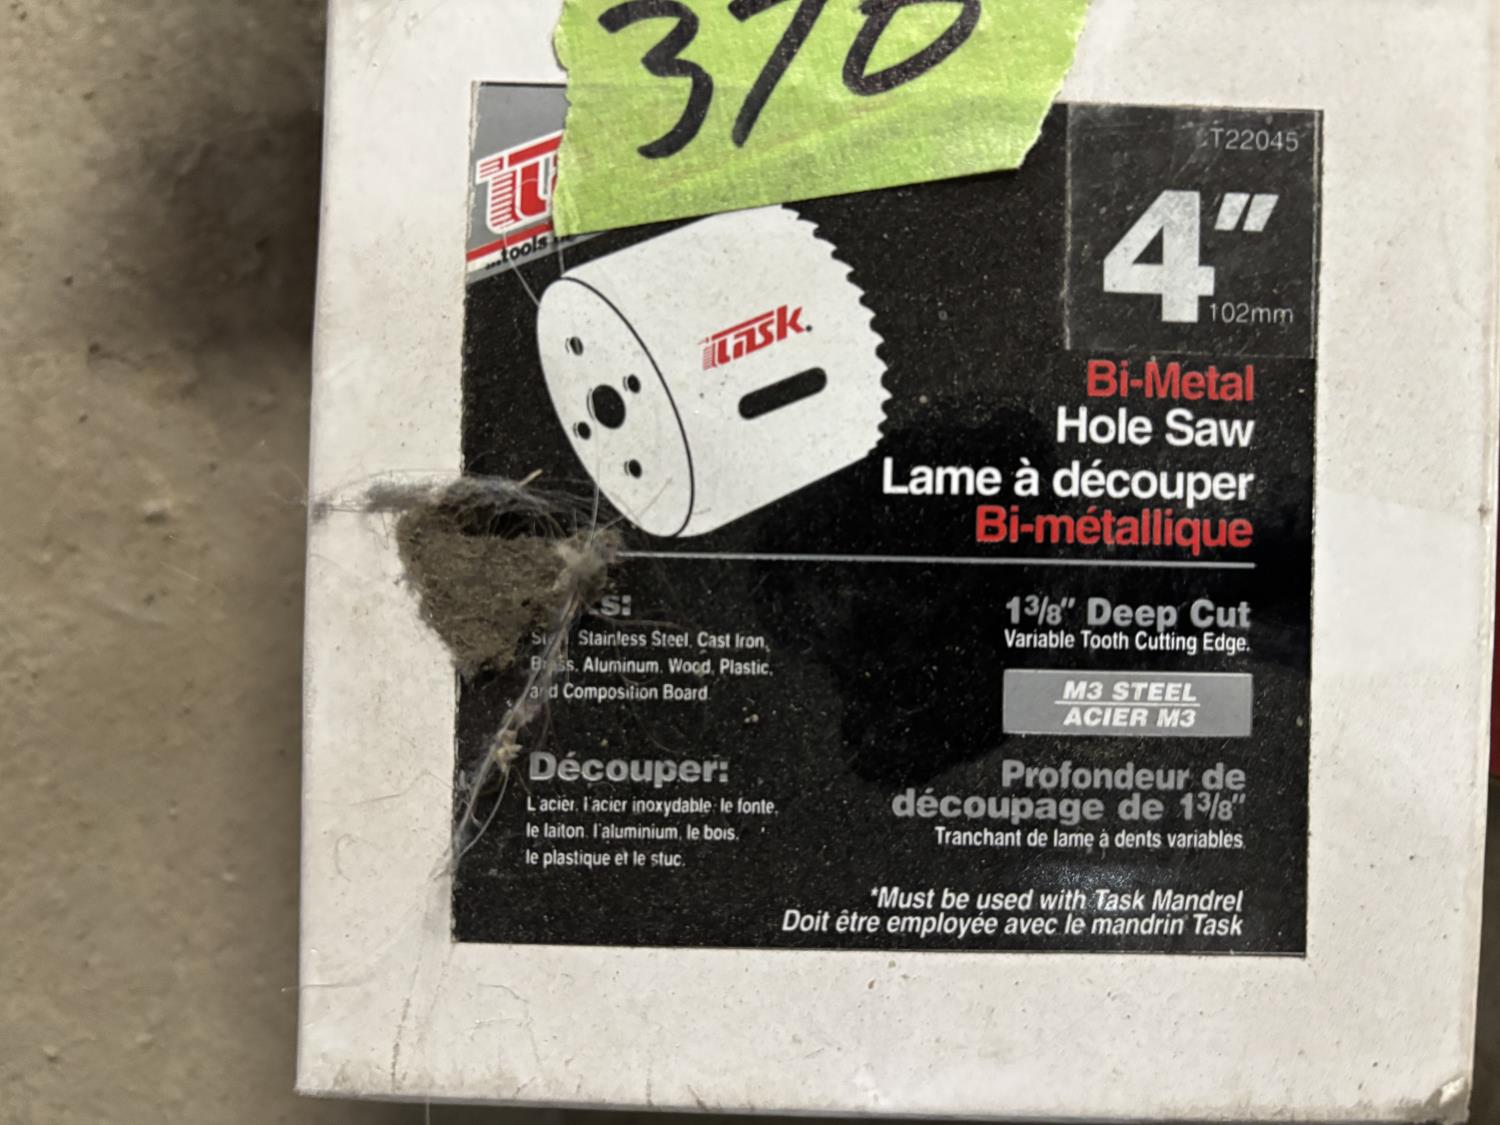 370
T22045
4"
102mm
...tools
Task
Bi-Metal
Hole Saw
Lame à découper
Bi-métallique
1 3/8" Deep Cut
Variable Tooth Cutting Edge.
Stainless Steel, Cast Iron,
Brass, Aluminum, Wood, Plastic,
and Composition Board
M3 STEEL
ACIER M3
Découper:
L'acier, l'acier inoxydable, le fonte,
le laiton, l'aluminium, le bois,
le plastique et le stuc.
Profondeur de
découpage de 1 3/8"
Tranchant de lame à dents variables.
*Must be used with Task Mandrel
Doit être employée avec le mandrin Task